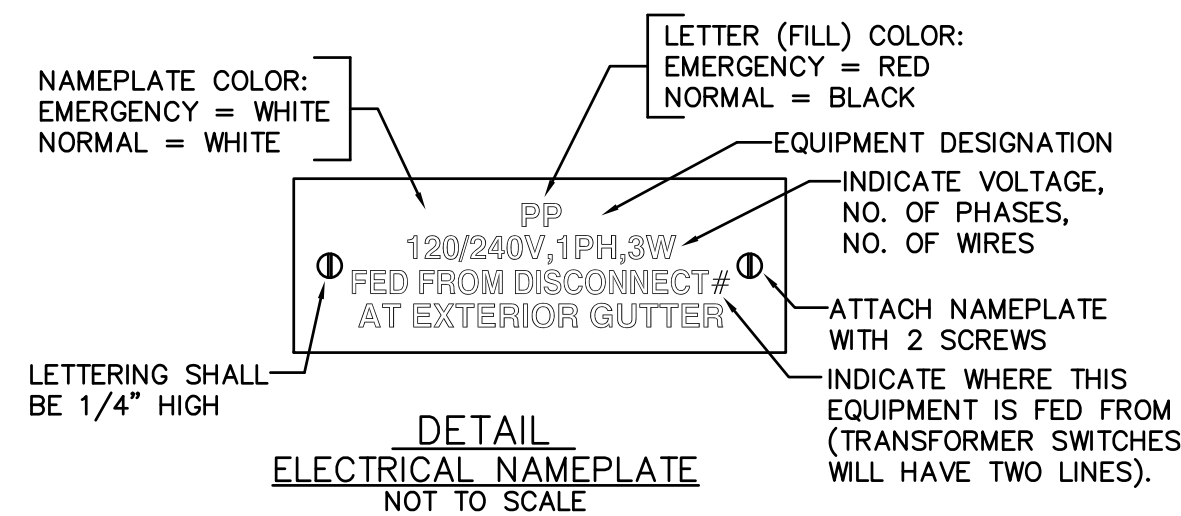 NAMEPLATE COLOR:
EMERGENCY = WHITE
NORMAL = WHITE
LETTER (FILL) COLOR:
EMERGENCY = RED
NORMAL = BLACK
EQUIPMENT DESIGNATION
INDICATE VOLTAGE,
NO. OF PHASES,
NO. OF WIRES
PP
120/240V,1PH,3W
FED FROM DISCONNECT#
AT EXTERIOR GUTTER
ATTACH NAMEPLATE
WITH 2 SCREWS
LETTERING SHALL
BE 1/4" HIGH
INDICATE WHERE THIS
EQUIPMENT IS FED FROM
(TRANSFORMER SWITCHES
WILL HAVE TWO LINES).
DETAIL
ELECTRICAL NAMEPLATE
NOT TO SCALE